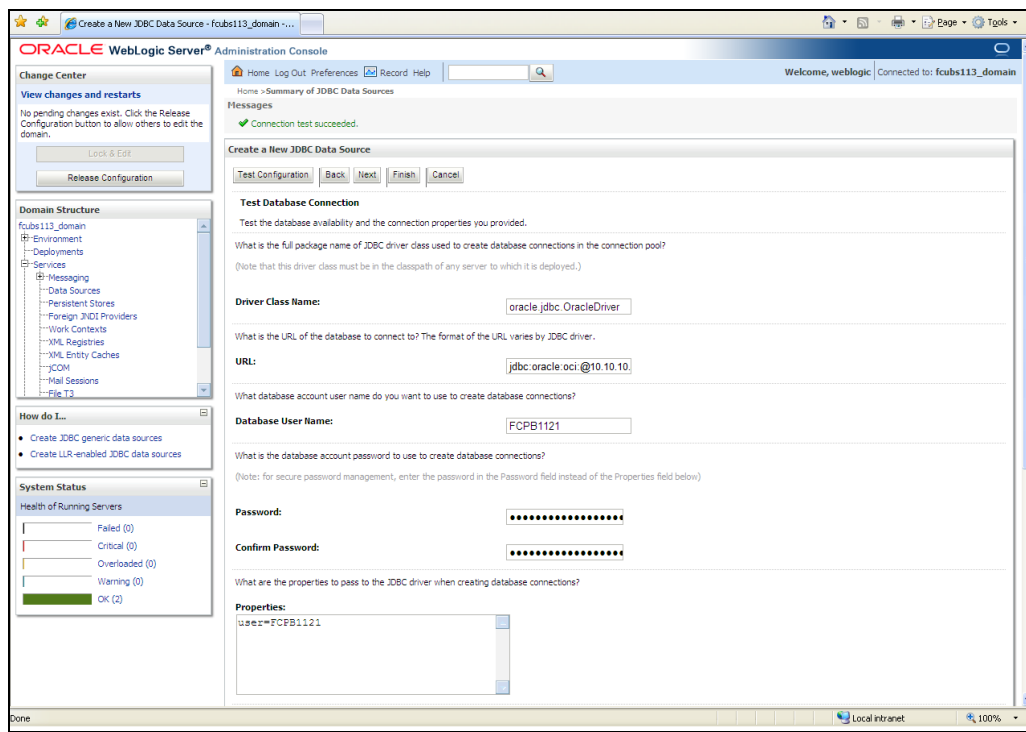 Create a New JDBC Data Source - fcubs113_domain -...
Page
Tools
ORACLE WebLogic Server® Administration Console
Change Center
View changes and restarts
No pending changes exist. Click the Release
Configuration button to allow others to edit the
domain.
Lock & Edit
Release Configuration
Domain Structure
fcubs113_domain
Environment
Deployments
Services
Messaging
Data Sources
Persistent Stores
Foreign JNDI Providers
Work Contexts
XML Registries
XML Entity Caches
jCOM
Mail Sessions
File T3
How do I...
Create JDBC generic data sources
Create LLR-enabled JDBC data sources
System Status
Health of Running Servers
Failed (0)
Critical (0)
Overloaded (0)
Warning (0)
OK (2)
Home Log Out Preferences Record Help
Welcome, weblogic Connected to: fcubs113_domain
Home >Summary of JDBC Data Sources
Messages
Connection test succeeded.
Create a New JDBC Data Source
Test Configuration Back Next Finish Cancel
Test Database Connection
Test the database availability and the connection properties you provided.
What is the full package name of JDBC driver class used to create database connections in the connection pool?
(Note that this driver class must be in the classpath of any server to which it is deployed.)
Driver Class Name: oracle.jdbc.OracleDriver
What is the URL of the database to connect to? The format of the URL varies by JDBC driver.
URL: jdbc:oracle:oci:@10.10.10.
What database account user name do you want to use to create database connections?
Database User Name: FCPB1121
What is the database account password to use to create database connections?
(Note: for secure password management, enter the password in the Password field instead of the Properties field below)
Password: ●●●●●●●●●●●●●●●●●●
Confirm Password: ●●●●●●●●●●●●●●●●●●
What are the properties to pass to the JDBC driver when creating database connections?
Properties:
user=FCPB1121
Done
Local intranet
100%